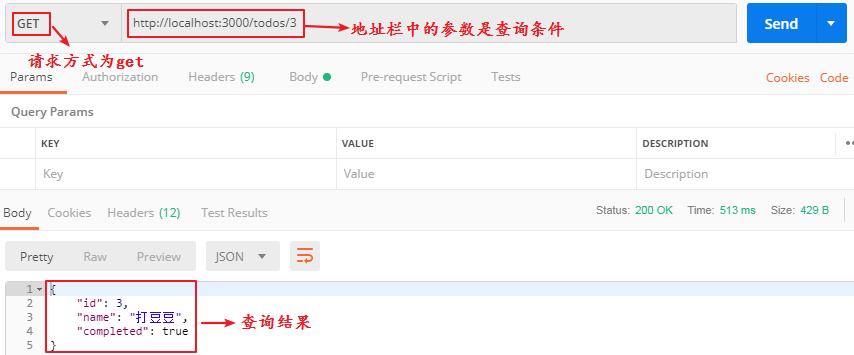 GET
http://localhost:3000/todos/3
地址栏中的参数是查询条件
Send
请求方式为get
Params Authorization Headers (9) Body Pre-request Script Tests Cookies Code
Query Params
KEY VALUE DESCRIPTION
Key Value Description
Body Cookies Headers (12) Test Results Status: 200 OK Time: 513 ms Size: 429 B
Pretty Raw Preview JSON
1 {
2 "id": 3,
3 "name": "打豆豆",
4 "completed": true
5 }
查询结果